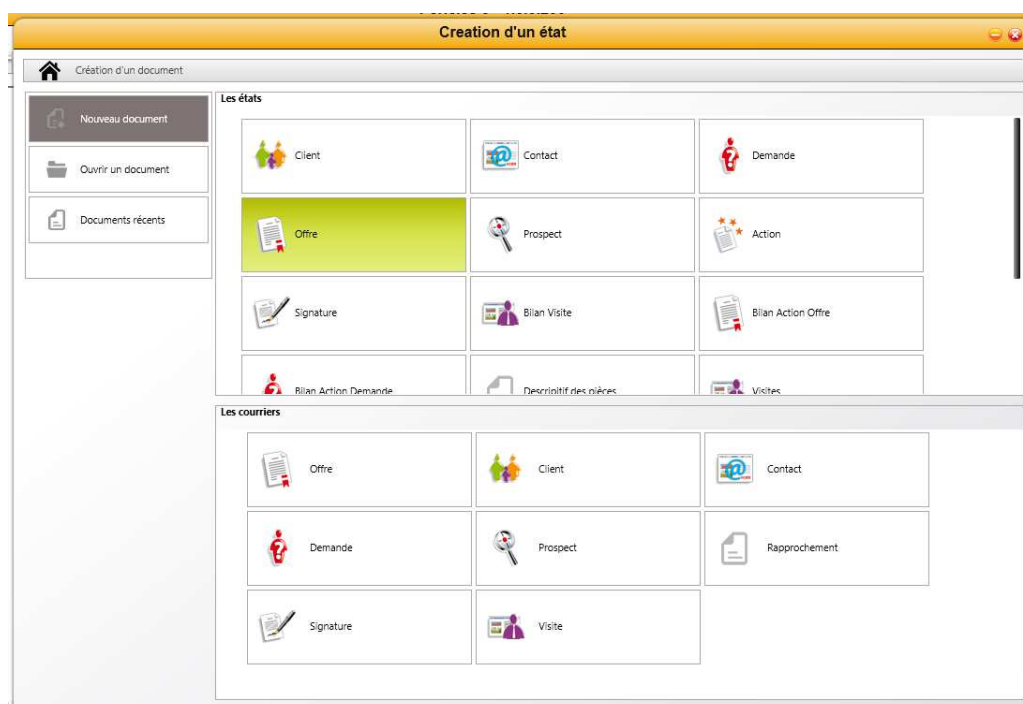 Creation d'un état
Création d'un document
Nouveau document
Ouvrir un document
Documents récents
Les états
Client
Contact
Demande
Offre
Prospect
Action
Signature
Bilan Visite
Bilan Action Offre
Bilan Action Demande
Descriptif des pièces
Visites
Les courriers
Offre
Client
Contact
Demande
Prospect
Rapprochement
Signature
Visite